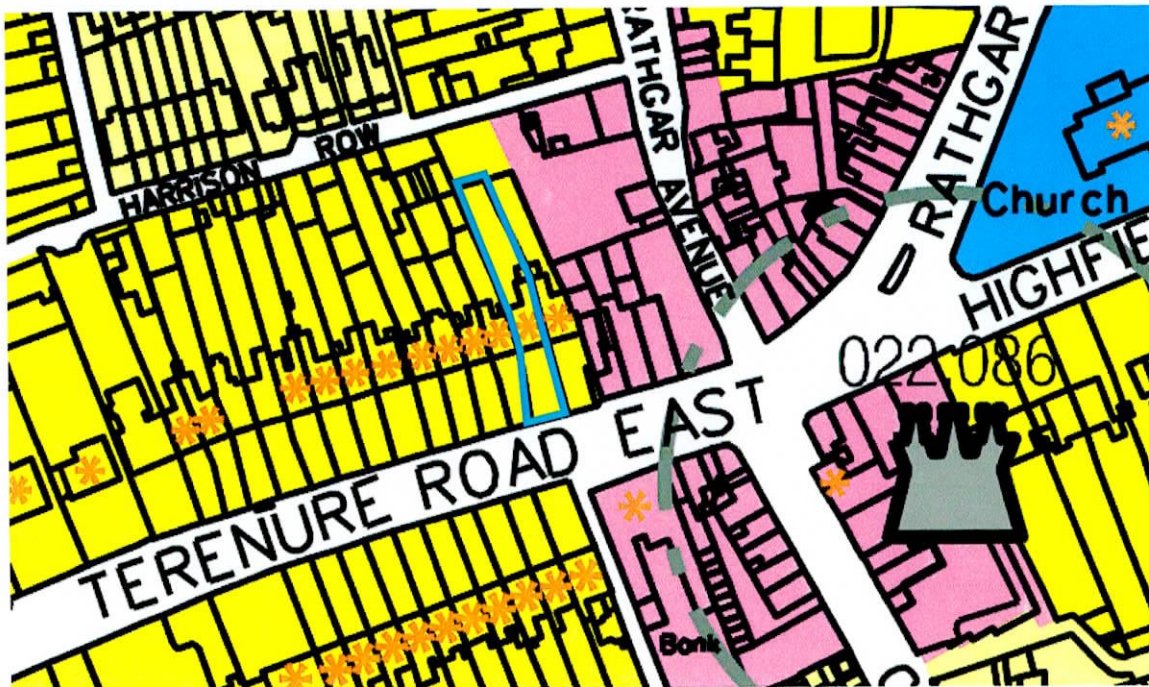 HARRISON ROW
RATHGAR AVENUE
RATHGAR
Church
HIGHFIE
022 086
TERENURE ROAD EAST
Bank